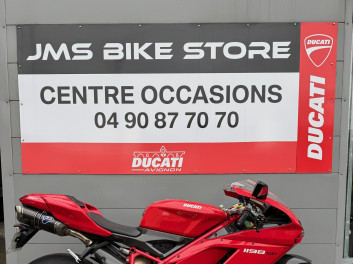 JMS BIKE STORE
DUCATI
CENTRE OCCASIONS
04 90 87 70 70
DUCATI
DUCATI
AVIGNON
DUCATI
1198